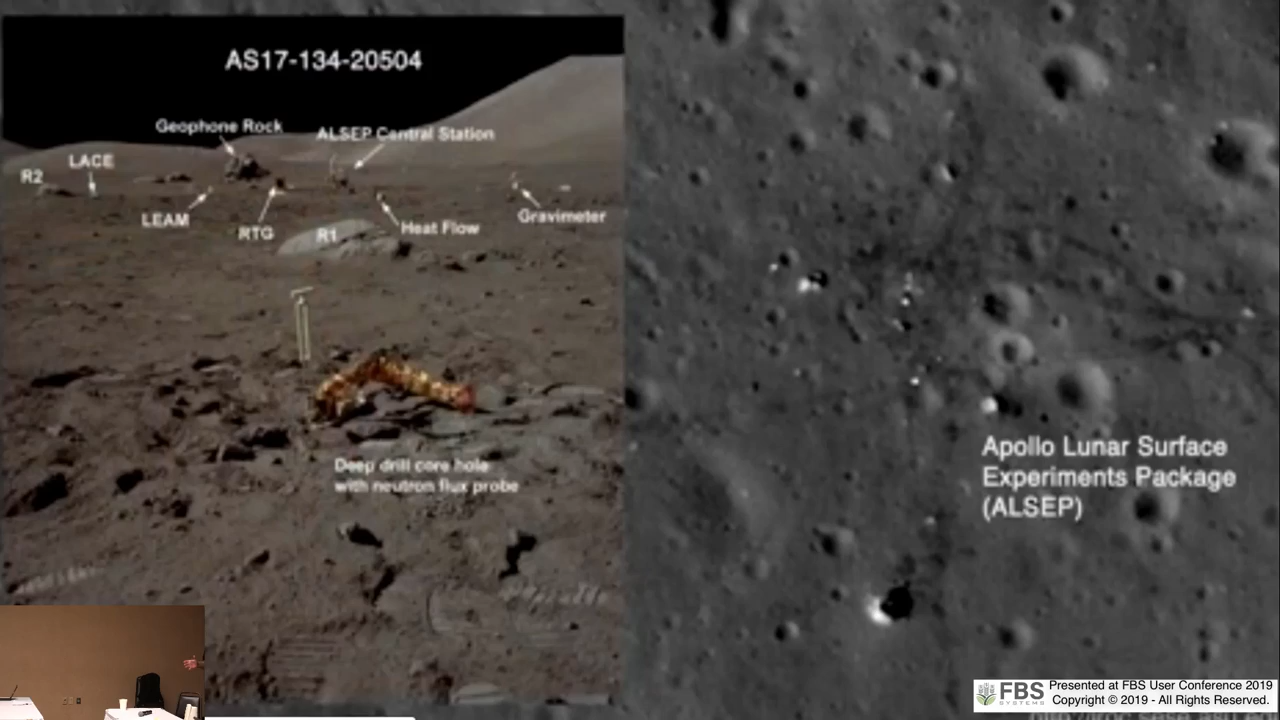 AS17-134-20504
Geophone Rock
ALSEP Central Station
LACE
R2
LEAM
RTG
R1
Heat Flow
Gravimeter
Deep drill core hole
with neutron flux probe
Apollo Lunar Surface
Experiments Package
(ALSEP)
FBS
SYSTEMS
Presented at FBS User Conference 2019
Copyright © 2019 - All Rights Reserved.